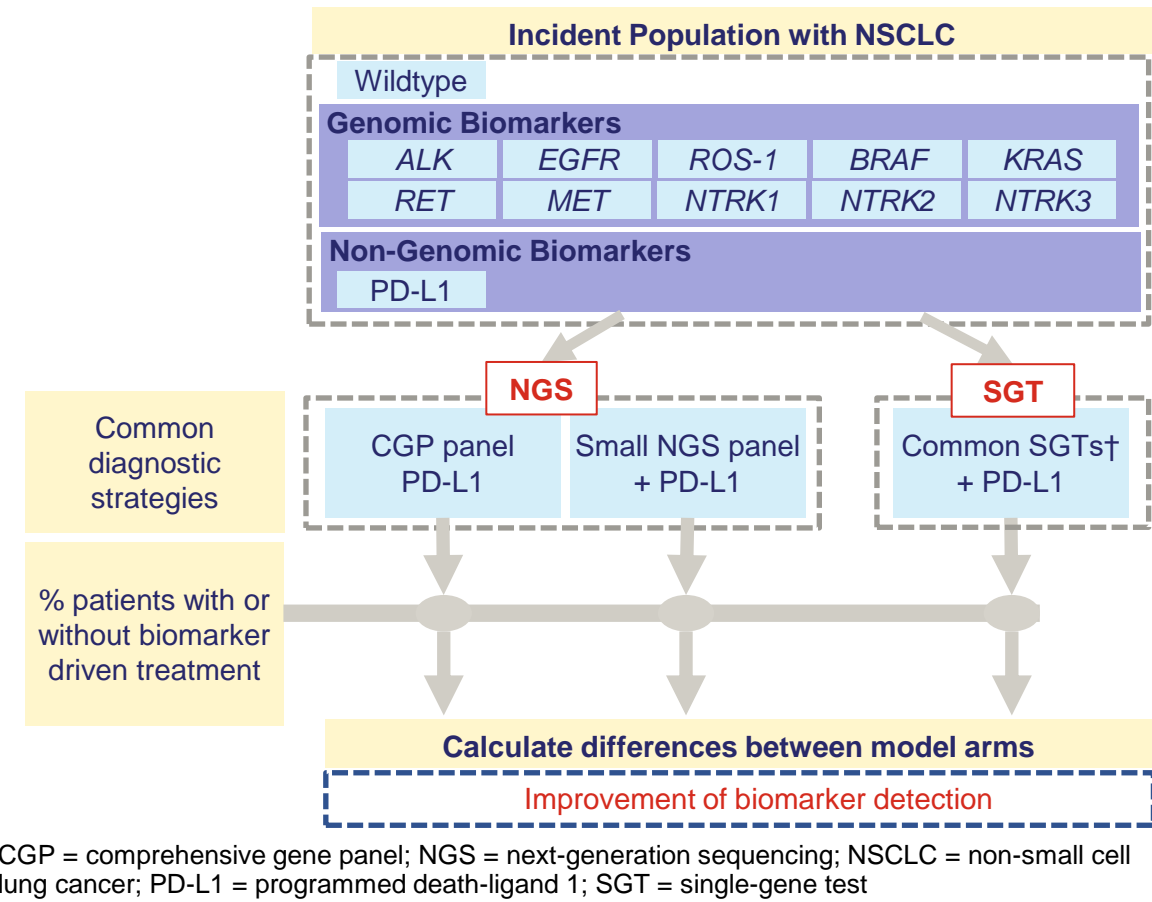 Incident Population with NSCLC
Wildtype
Genomic Biomarkers
ALK EGFR ROS-1 BRAF KRAS
RET MET NTRK1 NTRK2 NTRK3
Non-Genomic Biomarkers
PD-L1
NGS
SGT
Common
diagnostic
strategies
CGP panel
PD-L1
Small NGS panel
+ PD-L1
Common SGTs†
+ PD-L1
% patients with or
without biomarker
driven treatment
Calculate differences between model arms
Improvement of biomarker detection
CGP = comprehensive gene panel; NGS = next-generation sequencing; NSCLC = non-small cell
lung cancer; PD-L1 = programmed death-ligand 1; SGT = single-gene test